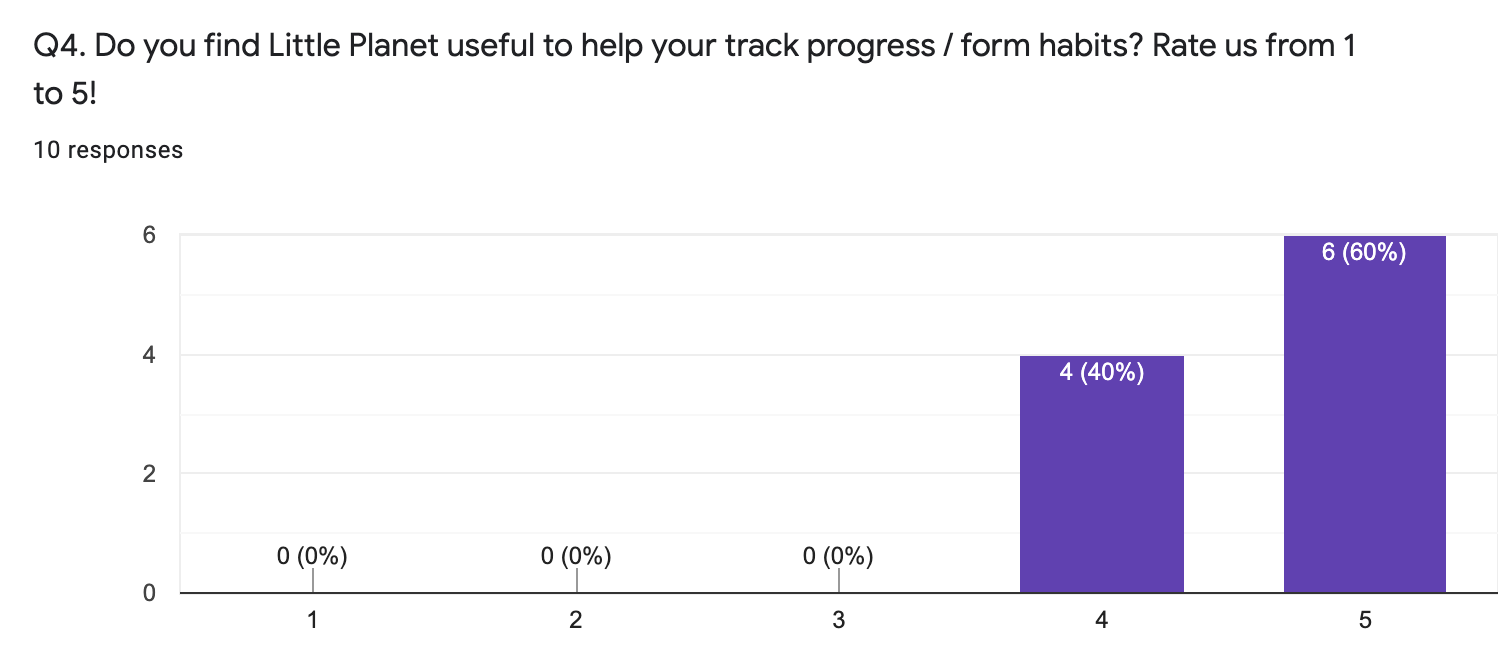 Q4. Do you find Little Planet useful to help your track progress / form habits? Rate us from 1
to 5!
10 responses
6
6 (60%)
4
4 (40%)
2
0 (0%) 0 (0%) 0 (0%)
0
1 2 3 4 5